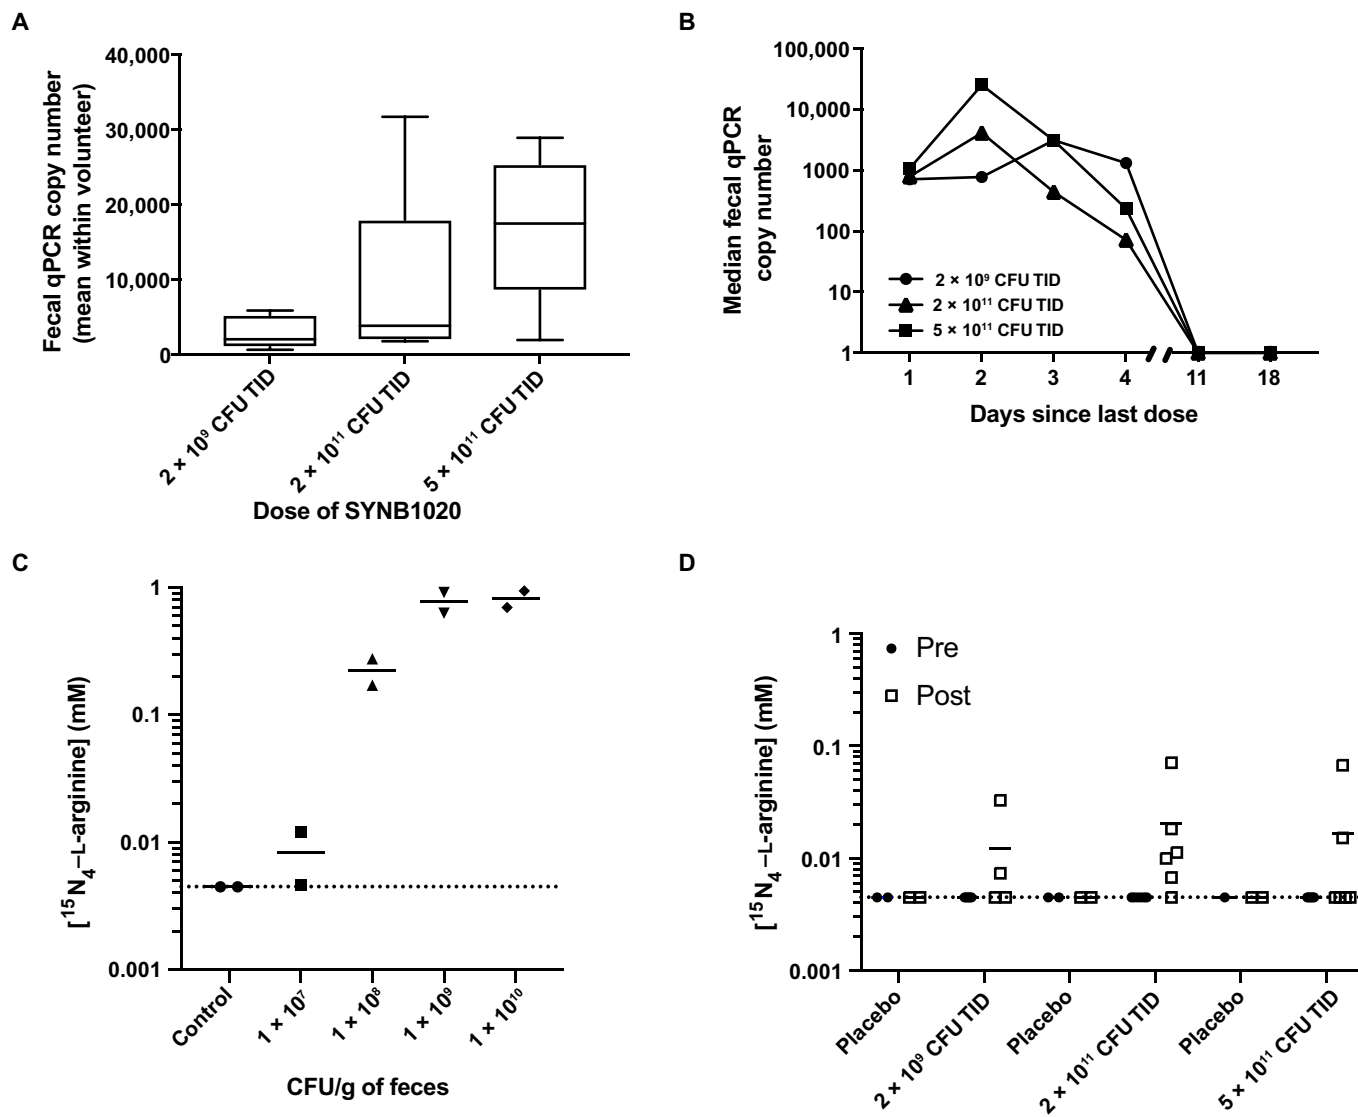 A
Fecal qPCR copy number
(mean within volunteer)
40,000
30,000
20,000
10,000
0
2 × 10⁹ CFU TID
2 × 10¹¹ CFU TID
5 × 10¹¹ CFU TID
Dose of SYNB1020
B
Median fecal qPCR
copy number
100,000
10,000
1000
100
10
1
2 × 10⁹ CFU TID
2 × 10¹¹ CFU TID
5 × 10¹¹ CFU TID
1 2 3 4 11 18
Days since last dose
C
[¹⁵N₄–L-arginine] (mM)
1
0.1
0.01
0.001
Control
1 × 10⁷
1 × 10⁸
1 × 10⁹
1 × 10¹⁰
CFU/g of feces
D
[¹⁵N₄–L-arginine] (mM)
1
0.1
0.01
0.001
Pre
Post
Placebo
2 × 10⁹ CFU TID
Placebo
2 × 10¹¹ CFU TID
Placebo
5 × 10¹¹ CFU TID